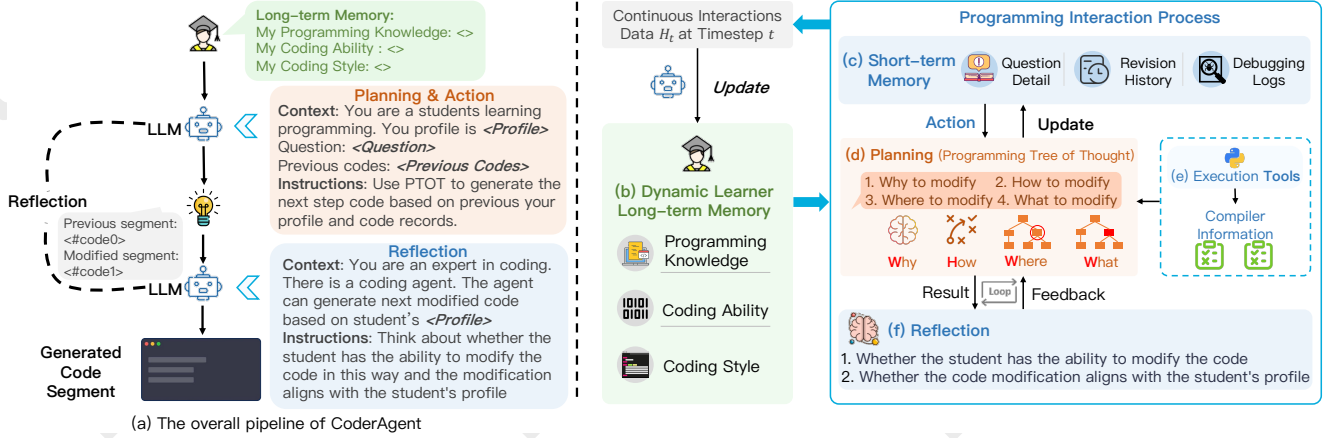 Long-term Memory:
My Programming Knowledge: <>
My Coding Ability : <>
My Coding Style: <>
LLM
Planning & Action
Context: You are a students learning
programming. You profile is <Profile>
Question: <Question>
Previous codes: <Previous Codes>
Instructions: Use PTOT to generate the
next step code based on previous your
profile and code records.
Reflection
Previous segment:
<#code0>
Modified segment:
<#code1>
LLM
Reflection
Context: You are an expert in coding.
There is a coding agent. The agent
can generate next modified code
based on student's <Profile>
Instructions: Think about whether the
student has the ability to modify the
code in this way and the modification
aligns with the student's profile
Generated
Code
Segment
(a) The overall pipeline of CoderAgent
Continuous Interactions
Data Ht at Timestep t
Update
(b) Dynamic Learner
Long-term Memory
Programming
Knowledge
Coding Ability
Coding Style
Programming Interaction Process
(c) Short-term
Memory
Question
Detail
Revision
History
Debugging
Logs
Action
Update
(d) Planning (Programming Tree of Thought)
1. Why to modify 2. How to modify
3. Where to modify 4. What to modify
Why How Where What
(e) Execution Tools
Compiler
Information
Result
Loop
Feedback
(f) Reflection
1. Whether the student has the ability to modify the code
2. Whether the code modification aligns with the student's profile